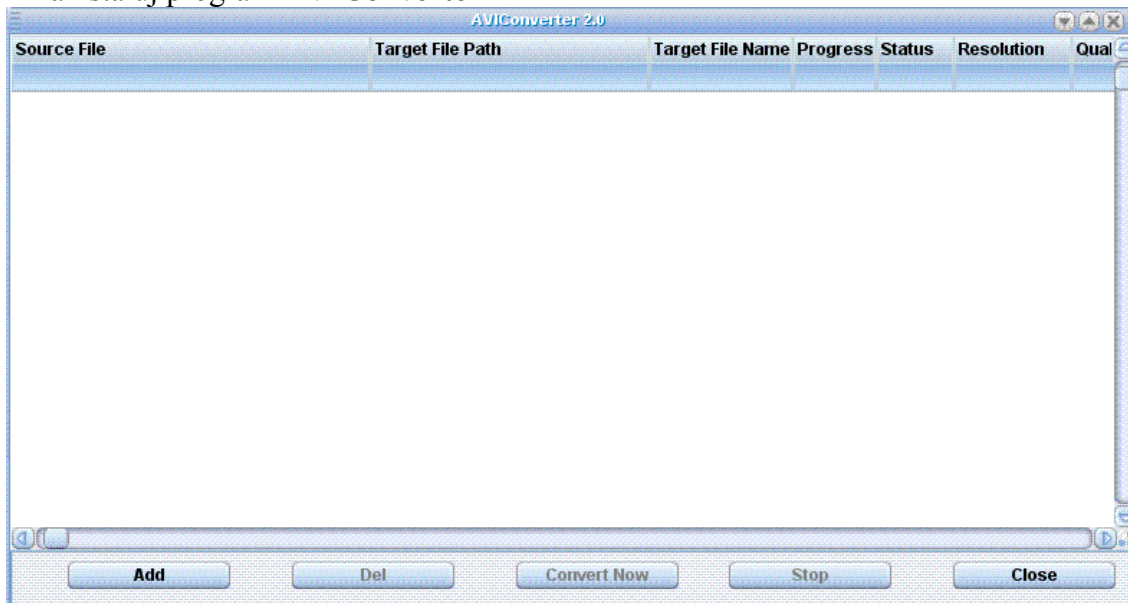 AVIConverter 2.0
Source File Target File Path Target File Name Progress Status Resolution Qual
Add Del Convert Now Stop Close